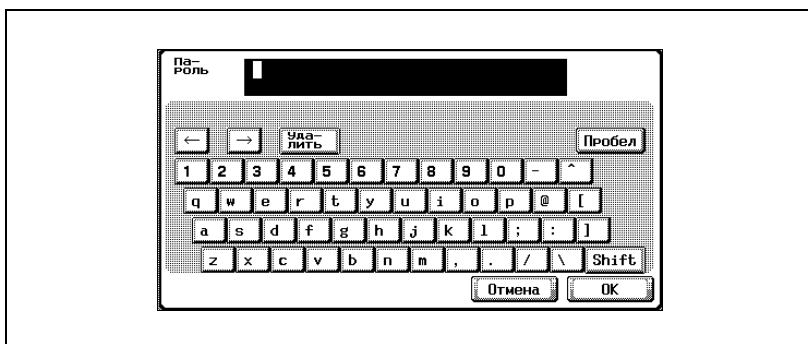 Па-
роль
← → Уда-
лить Пробел
1 2 3 4 5 6 7 8 9 0 - ^
q w e r t y u i o p @ [
a s d f g h j k l ; : ]
z x c v b n m , . / \ Shift
Отмена OK